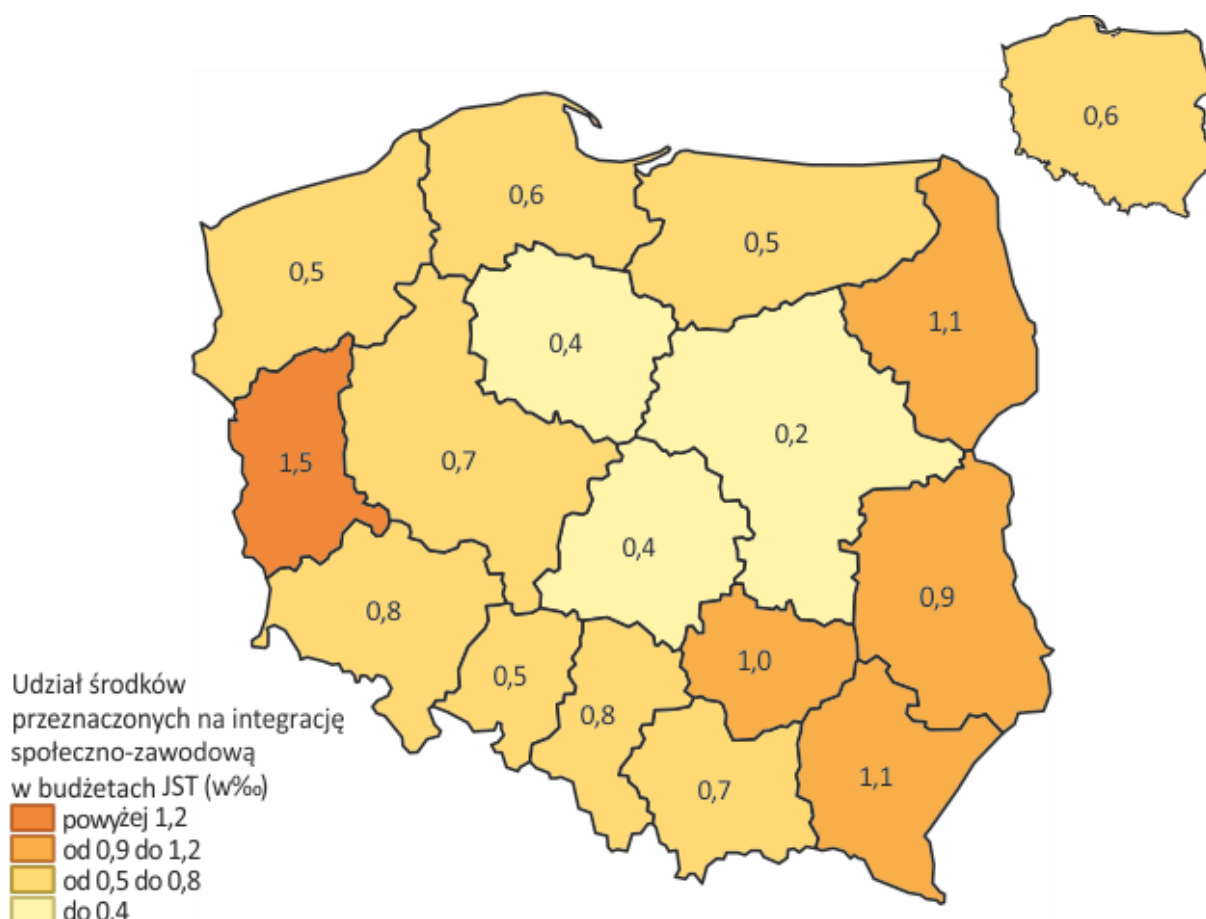 0,6
0,6
0,5
0,5
1,1
0,4
0,2
1,5
0,7
0,4
0,9
0,8
1,0
0,5
0,8
1,1
0,7
Udział środków
przeznaczonych na integrację
społeczno-zawodową
w budżetach JST (w‰)
powyżej 1,2
od 0,9 do 1,2
od 0,5 do 0,8
do 0,4